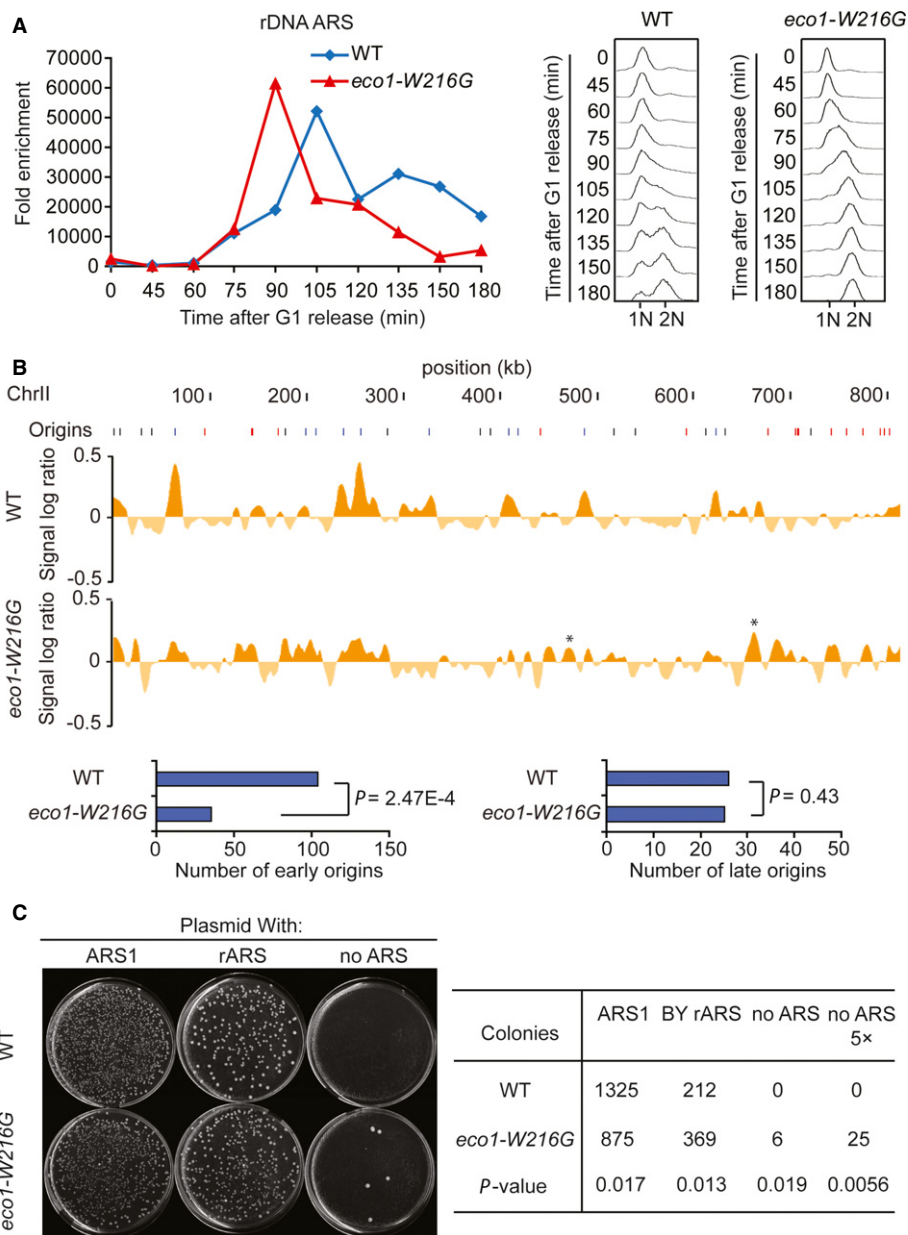 A
rDNA ARS
WT
eco1-W216G
Fold enrichment
70000
60000
50000
40000
30000
20000
10000
0
0 45 60 75 90 105 120 135 150 180
Time after G1 release (min)
WT
Time after G1 release (min)
0
45
60
75
90
105
120
135
150
180
1N 2N
eco1-W216G
Time after G1 release (min)
0
45
60
75
90
105
120
135
150
180
1N 2N
B
position (kb)
ChrII
100 200 300 400 500 600 700 800
Origins
WT
Signal log ratio
0.5
0
-0.5
eco1-W216G
Signal log ratio
0.5
0
-0.5
*
*
WT
eco1-W216G
P = 2.47E-4
0 50 100 150
Number of early origins
WT
eco1-W216G
P = 0.43
0 10 20 30 40 50
Number of late origins
C
Plasmid With:
ARS1 rARS no ARS
WT
eco1-W216G
Colonies ARS1 BY rARS no ARS no ARS
5×
WT 1325 212 0 0
eco1-W216G 875 369 6 25
P-value 0.017 0.013 0.019 0.0056